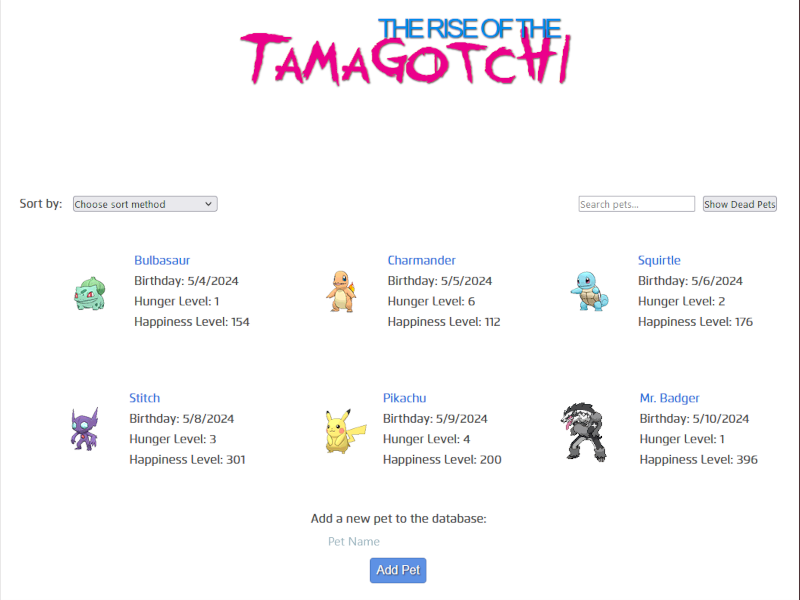 THE RISE OF THE
TAMAGOTCHI
Sort by: Choose sort method Search pets... Show Dead Pets
Bulbasaur
Birthday: 5/4/2024
Hunger Level: 1
Happiness Level: 154
Charmander
Birthday: 5/5/2024
Hunger Level: 6
Happiness Level: 112
Squirtle
Birthday: 5/6/2024
Hunger Level: 2
Happiness Level: 176
Stitch
Birthday: 5/8/2024
Hunger Level: 3
Happiness Level: 301
Pikachu
Birthday: 5/9/2024
Hunger Level: 4
Happiness Level: 200
Mr. Badger
Birthday: 5/10/2024
Hunger Level: 1
Happiness Level: 396
Add a new pet to the database:
Pet Name
Add Pet